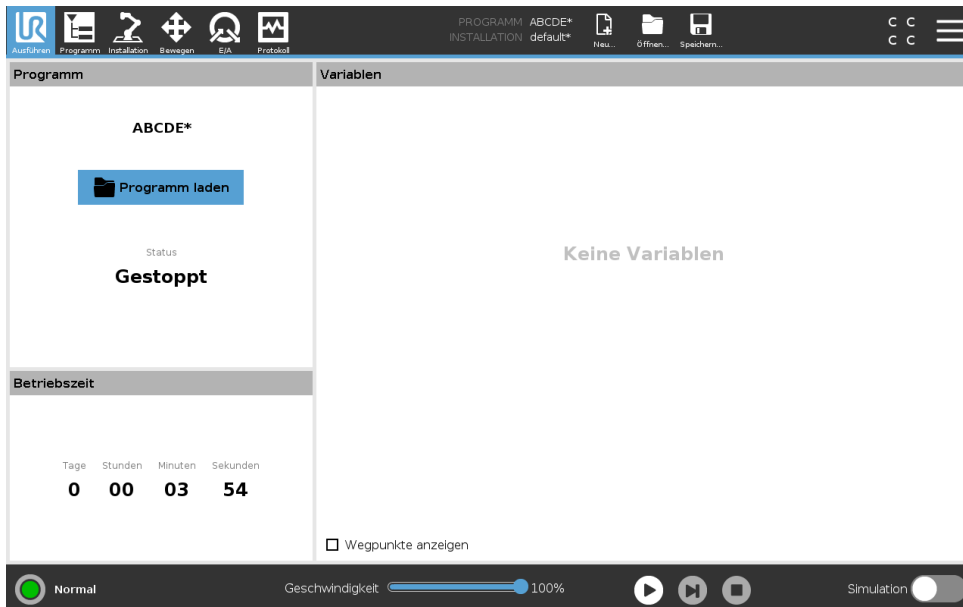 UR
Ausführen Programm Installation Bewegen E/A Protokoll
PROGRAMM ABCDE*
INSTALLATION default*
Neu... Öffnen... Speichern...
C C
C C
Programm
Variablen
ABCDE*
Programm laden
Status
Gestoppt
Keine Variablen
Betriebszeit
Tage Stunden Minuten Sekunden
0 00 03 54
Wegpunkte anzeigen
Normal
Geschwindigkeit 100%
Simulation